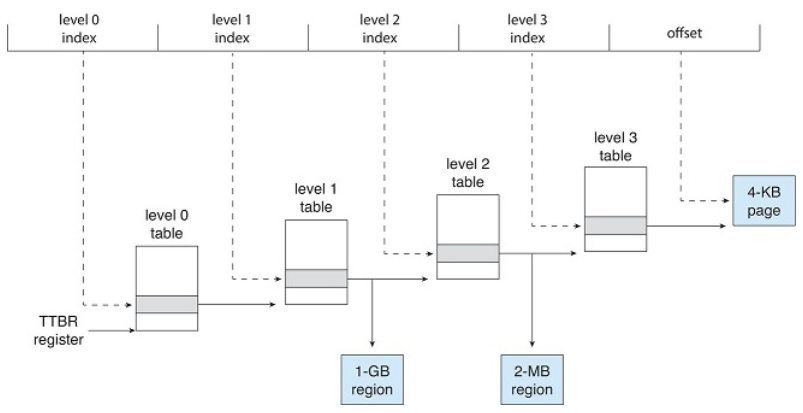 level 0
index
level 1
index
level 2
index
level 3
index
offset
level 0
table
level 1
table
level 2
table
level 3
table
4-KB
page
TTBR
register
1-GB
region
2-MB
region